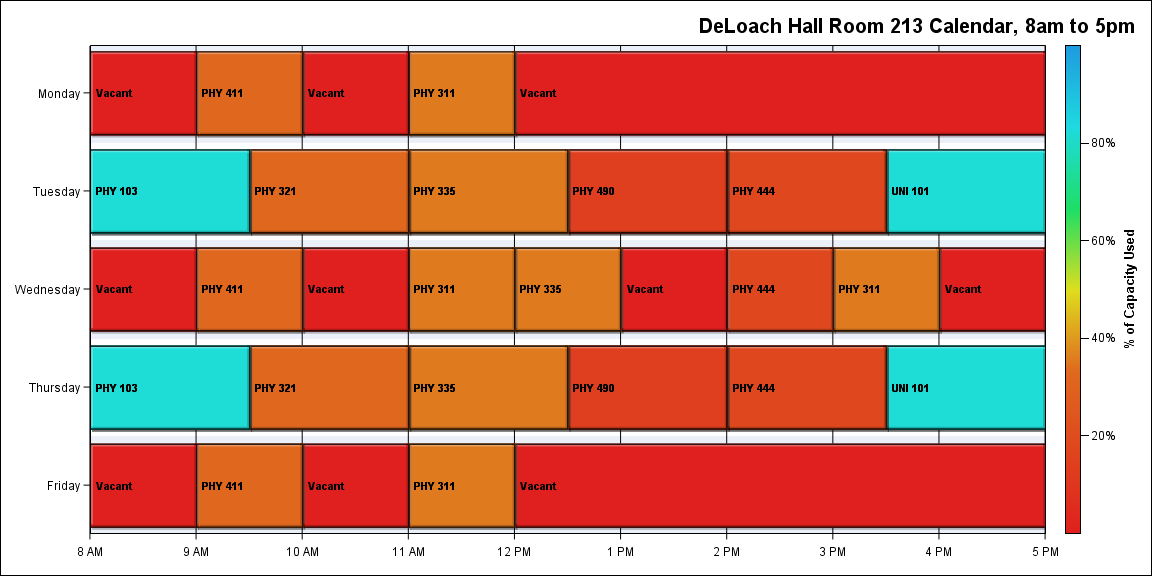 DeLoach Hall Room 213 Calendar, 8am to 5pm
Monday
Vacant
PHY 411
Vacant
PHY 311
Vacant
Tuesday
PHY 103
PHY 321
PHY 335
PHY 490
PHY 444
UNI 101
Wednesday
Vacant
PHY 411
Vacant
PHY 311
PHY 335
Vacant
PHY 444
PHY 311
Vacant
Thursday
PHY 103
PHY 321
PHY 335
PHY 490
PHY 444
UNI 101
Friday
Vacant
PHY 411
Vacant
PHY 311
Vacant
8 AM
9 AM
10 AM
11 AM
12 PM
1 PM
2 PM
3 PM
4 PM
5 PM
80%
60%
40%
20%
% of Capacity Used